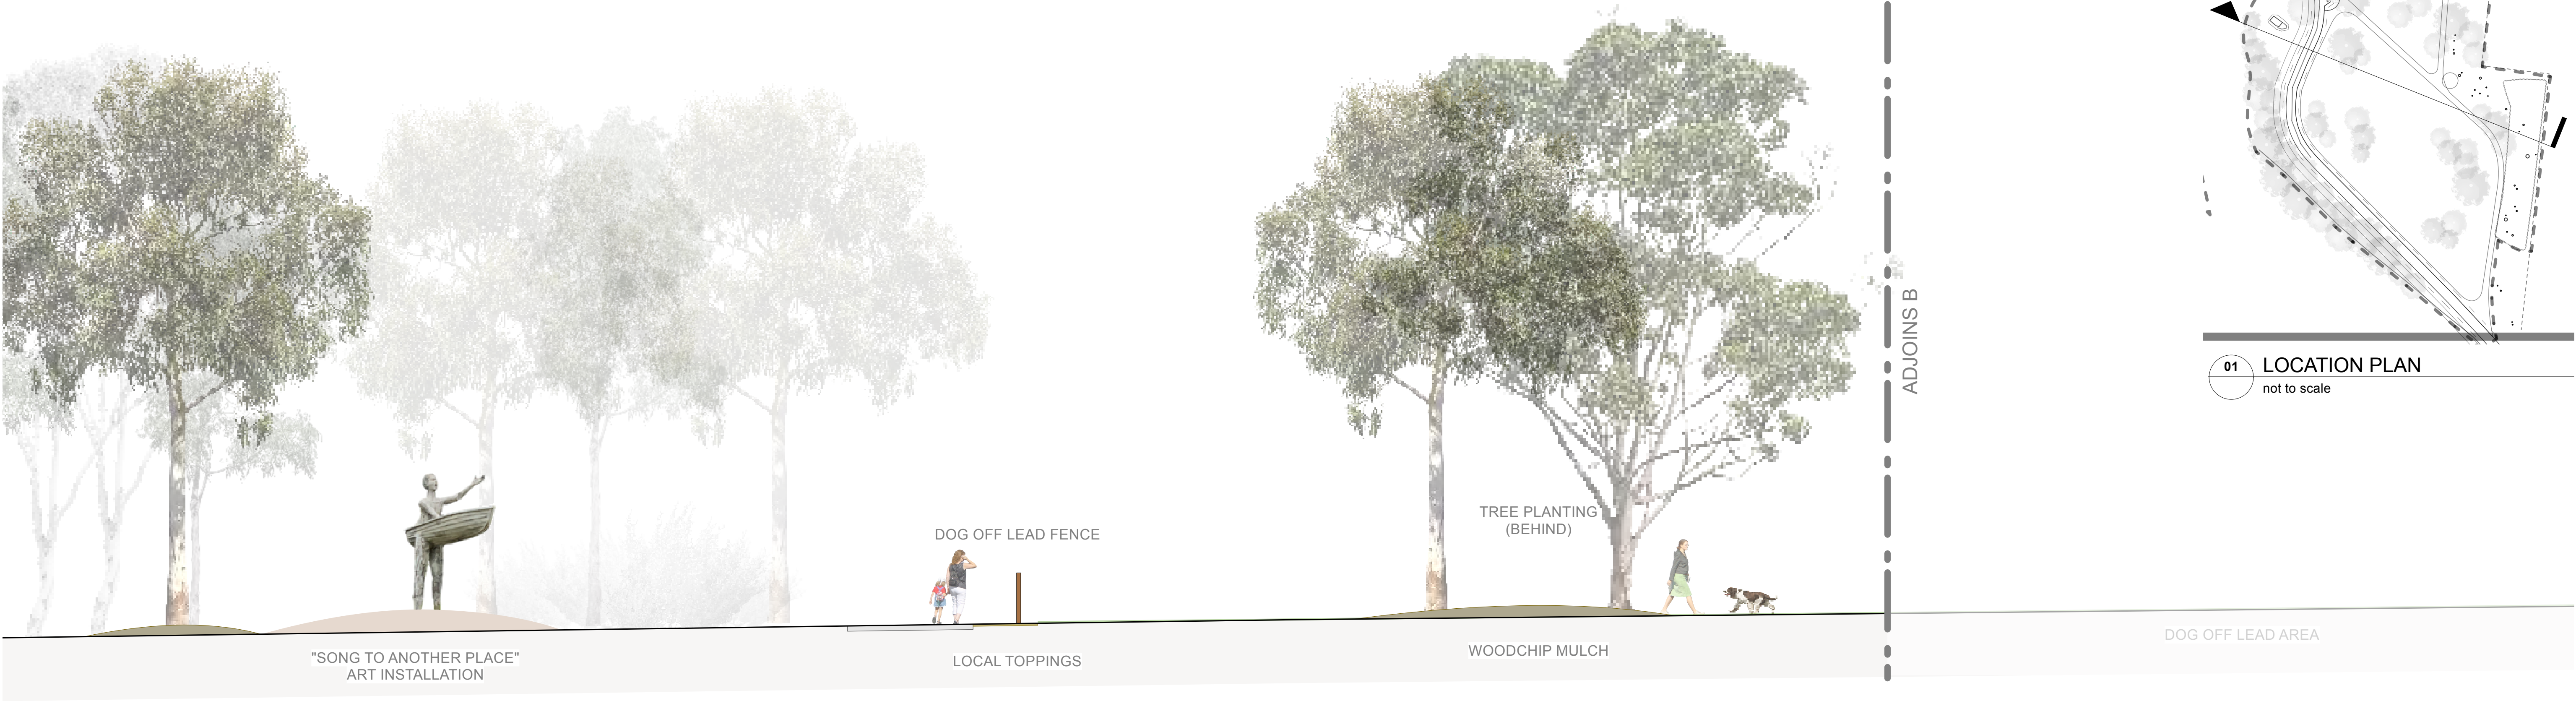 DOG OFF LEAD FENCE
TREE PLANTING
(BEHIND)
"SONG TO ANOTHER PLACE"
ART INSTALLATION
LOCAL TOPPINGS
WOODCHIP MULCH
ADJOINS B
DOG OFF LEAD AREA
01
LOCATION PLAN
not to scale